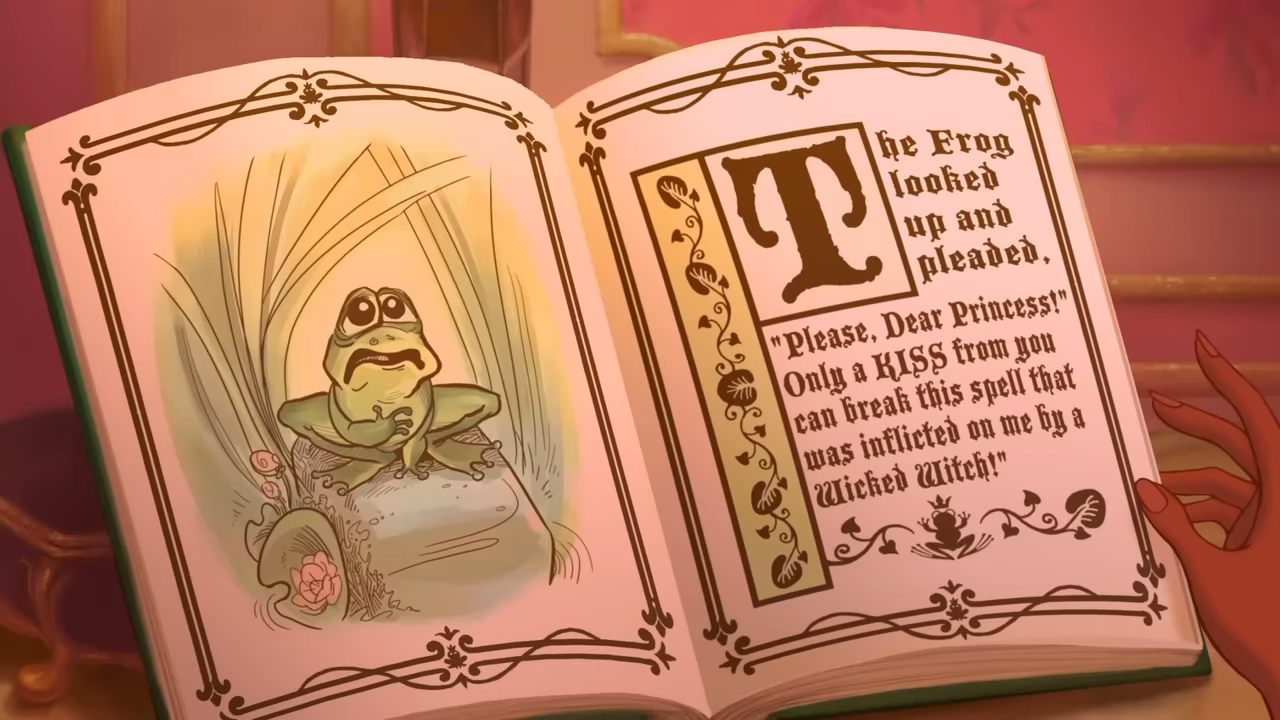 The Frog
looked
up and
pleaded,
"Please, Dear Princess!"
Only a KISS from you
can break this spell that
was inflicted on me by a
Wicked Witch!"